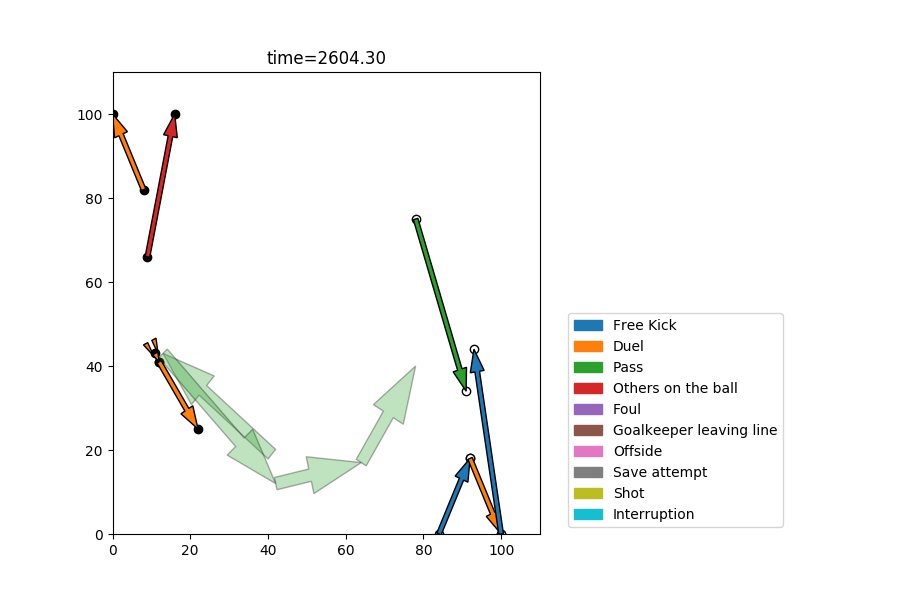 time=2604.30
100
80
60
40
20
0
0 20 40 60 80 100
Free Kick
Duel
Pass
Others on the ball
Foul
Goalkeeper leaving line
Offside
Save attempt
Shot
Interruption